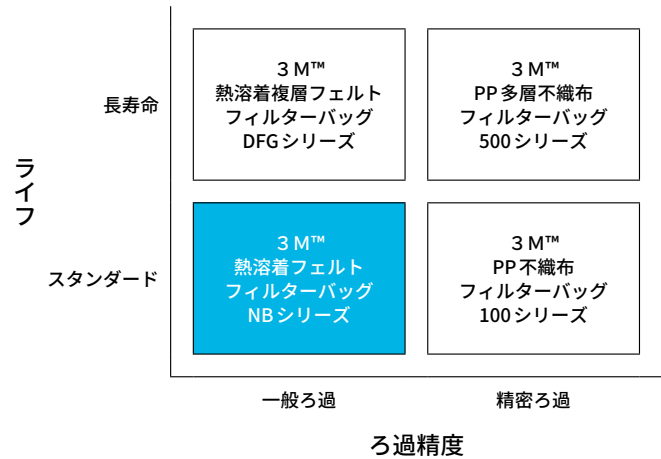 ３M™
熱溶着複層フェルト
フィルターバッグ
DFGシリーズ
３M™
PP多層不織布
フィルターバッグ
500シリーズ
長寿命
ライフ
３M™
熱溶着フェルト
フィルターバッグ
NBシリーズ
３M™
PP不織布
フィルターバッグ
100シリーズ
スタンダード
一般ろ過
精密ろ過
ろ過精度